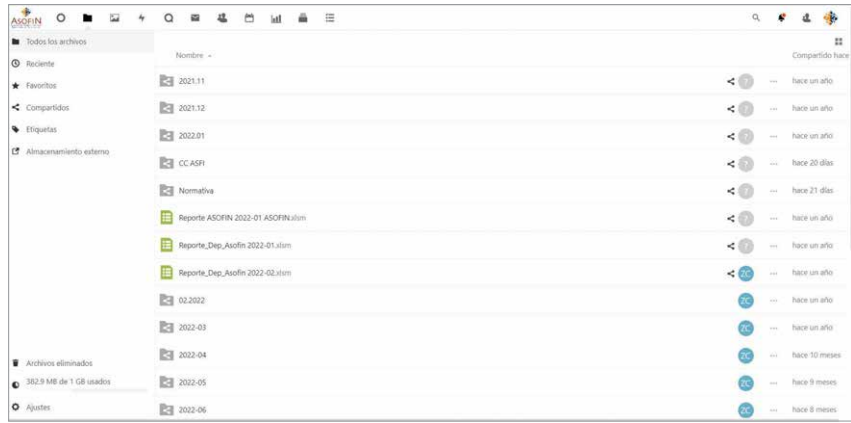 ASOFIN
Todos los archivos
Reciente
Favoritos
Compartidos
Etiquetas
Almacenamiento externo
Archivos eliminados
382.9 MB de 1 GB usados
Ajustes
Nombre
Compartido hace
2021.11 ? ... hace un año
2021.12 ? ... hace un año
2022.01 ? ... hace un año
CC ASFI ? ... hace 20 días
Normativa ? ... hace 21 días
Reporte ASOFIN 2022-01 ASOFIN.xlsm ? ... hace un año
Reporte_Dep_Asofin 2022-01.xlsm ? ... hace un año
Reporte_Dep_Asofin 2022-02.xlsm ZC ... hace un año
02.2022 ZC ... hace un año
2022-03 ZC ... hace un año
2022-04 ZC ... hace 10 meses
2022-05 ZC ... hace 9 meses
2022-06 ZC ... hace 8 meses